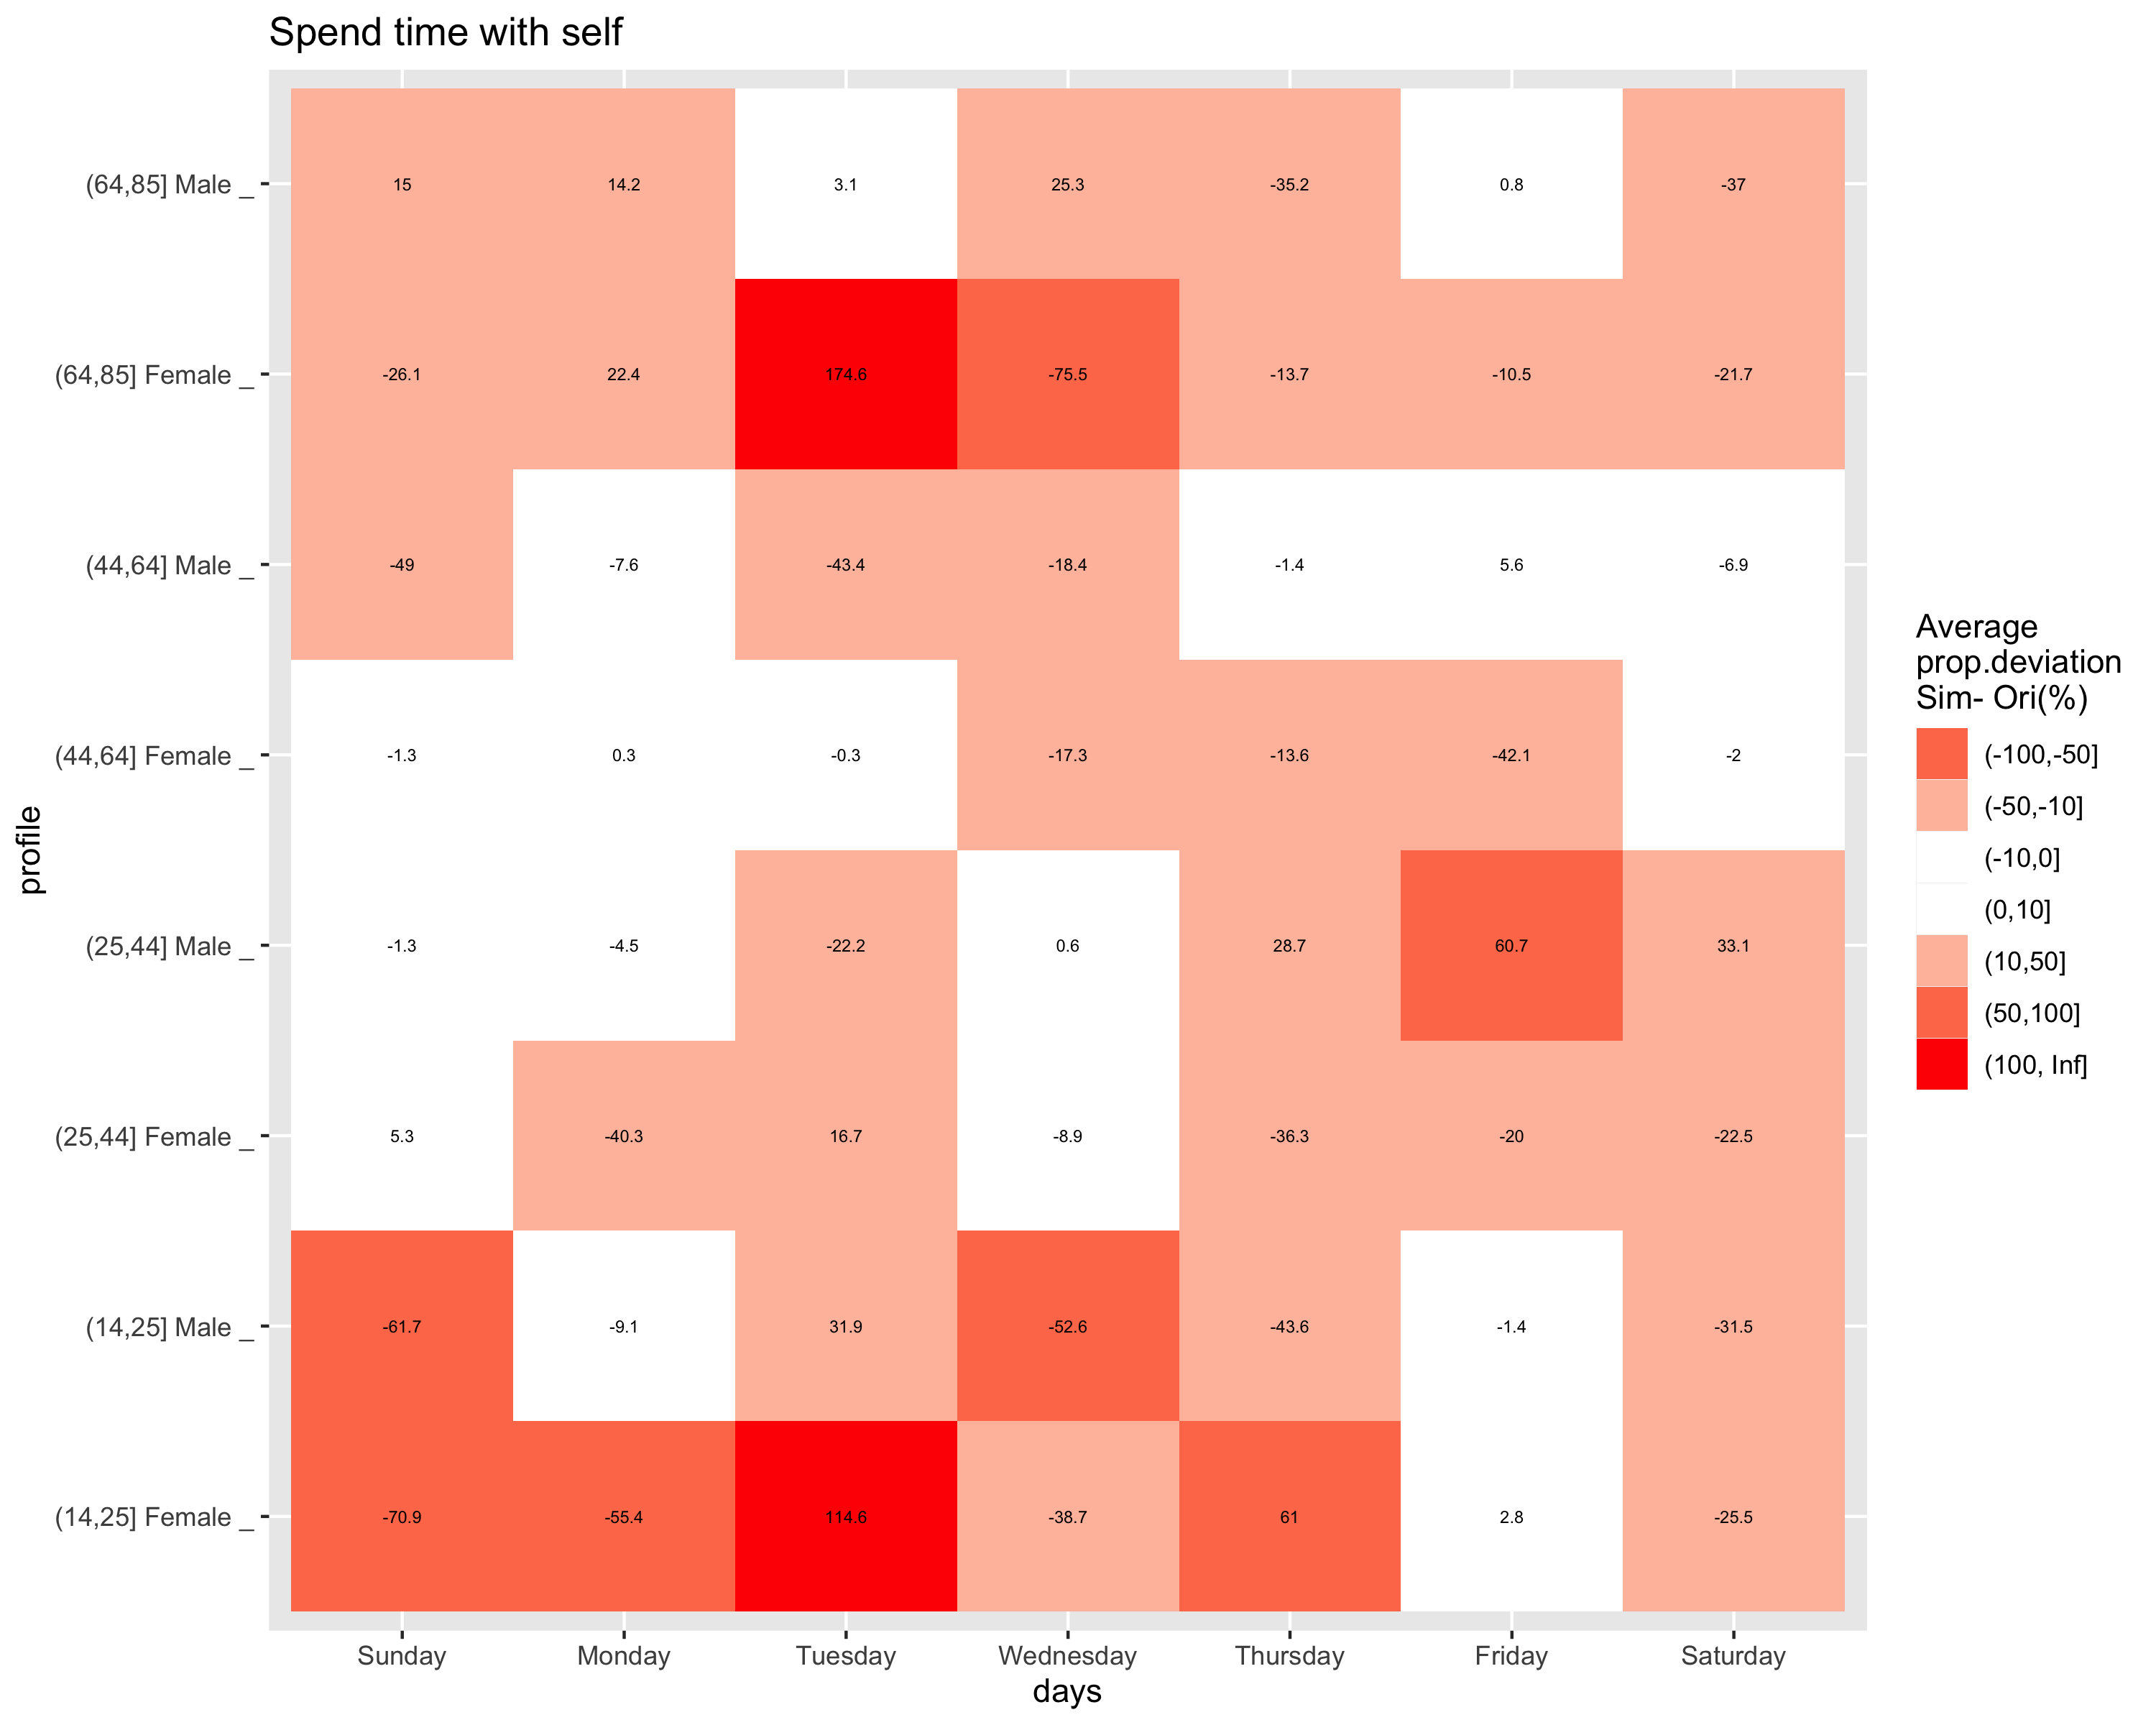 Spend time with self
(64,85] Male _ 15 14.2 3.1 25.3 -35.2 0.8 -37
(64,85] Female _ -26.1 22.4 174.6 -75.5 -13.7 -10.5 -21.7
(44,64] Male _ -49 -7.6 -43.4 -18.4 -1.4 5.6 -6.9
(44,64] Female _ -1.3 0.3 -0.3 -17.3 -13.6 -42.1 -2
(25,44] Male _ -1.3 -4.5 -22.2 0.6 28.7 60.7 33.1
(25,44] Female _ 5.3 -40.3 16.7 -8.9 -36.3 -20 -22.5
(14,25] Male _ -61.7 -9.1 31.9 -52.6 -43.6 -1.4 -31.5
(14,25] Female _ -70.9 -55.4 114.6 -38.7 61 2.8 -25.5
Sunday Monday Tuesday Wednesday Thursday Friday Saturday
days
profile
Average
prop.deviation
Sim- Ori(%)
(-100,-50]
(-50,-10]
(-10,0]
(0,10]
(10,50]
(50,100]
(100, Inf]